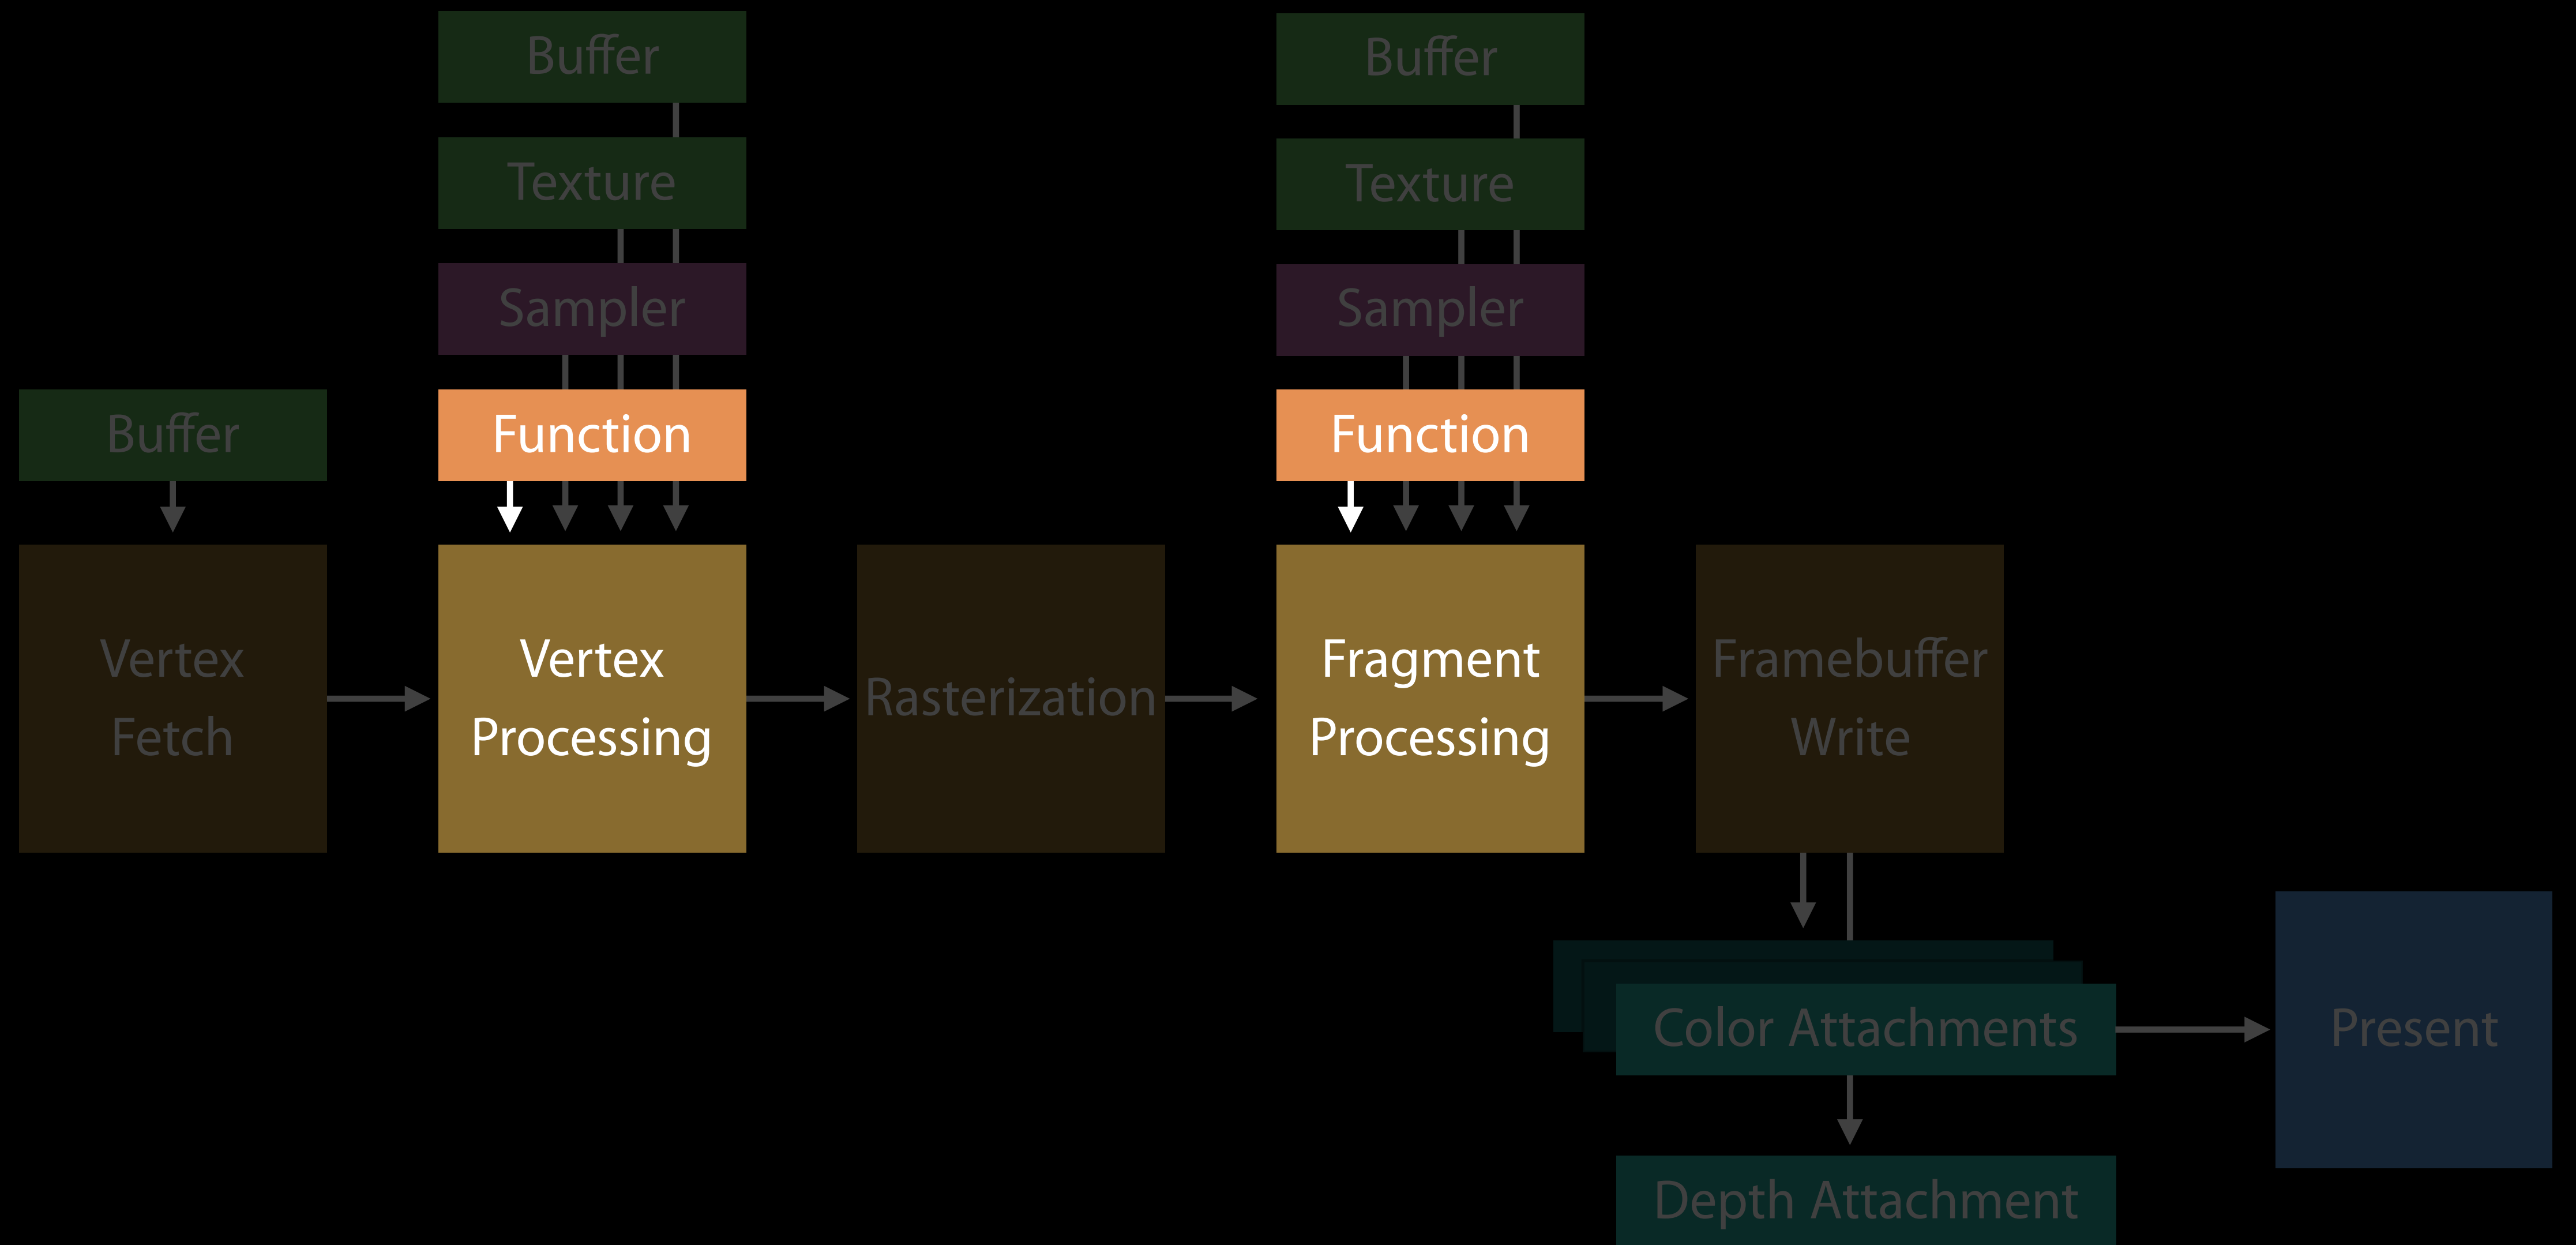 Buffer
Buffer
Texture
Texture
Sampler
Sampler
Buffer
Function
Function
Vertex
Fetch
Vertex
Processing
Rasterization
Fragment
Processing
Framebuffer
Write
Color Attachments
Present
Depth Attachment